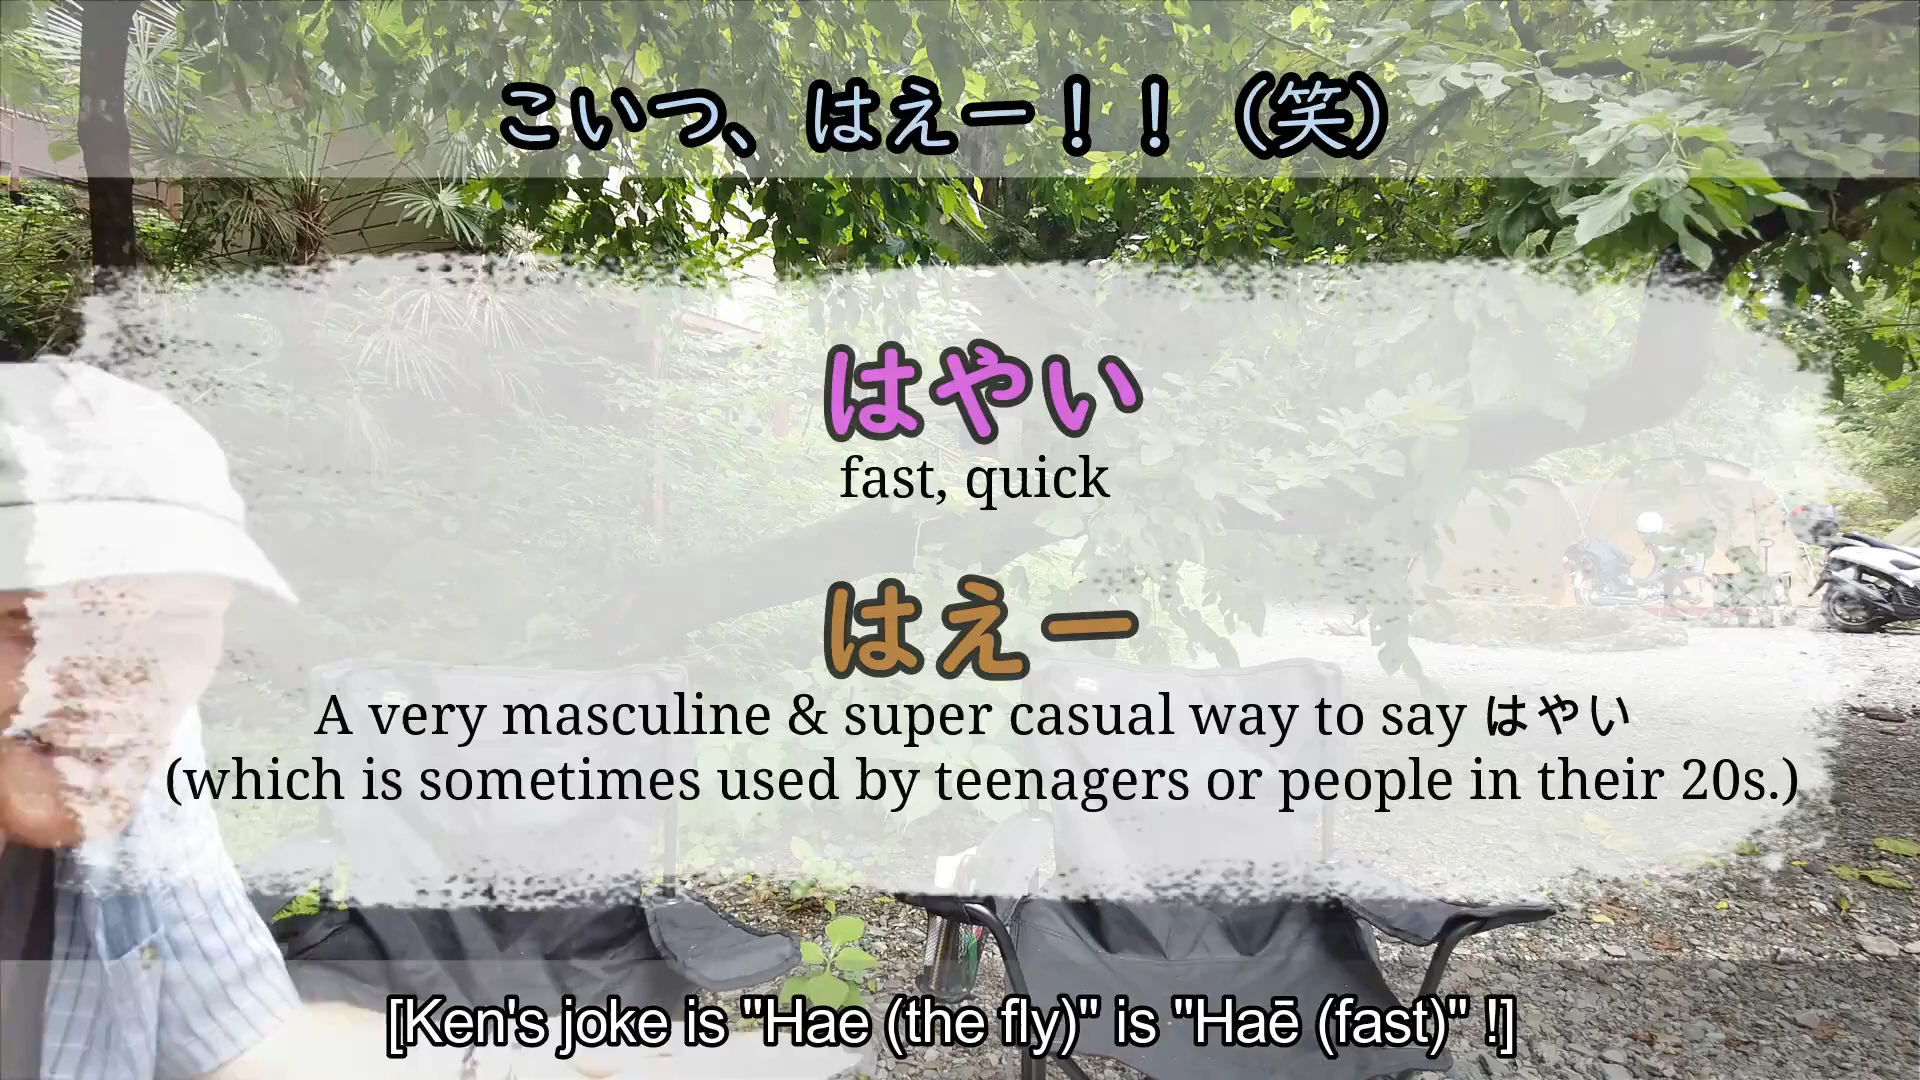 こいつ、はえー！！（笑）
はやい
fast, quick
はえー
A very masculine & super casual way to say はやい
(which is sometimes used by teenagers or people in their 20s.)
[Ken's joke is "Hae (the fly)" is "Haē (fast)" !]